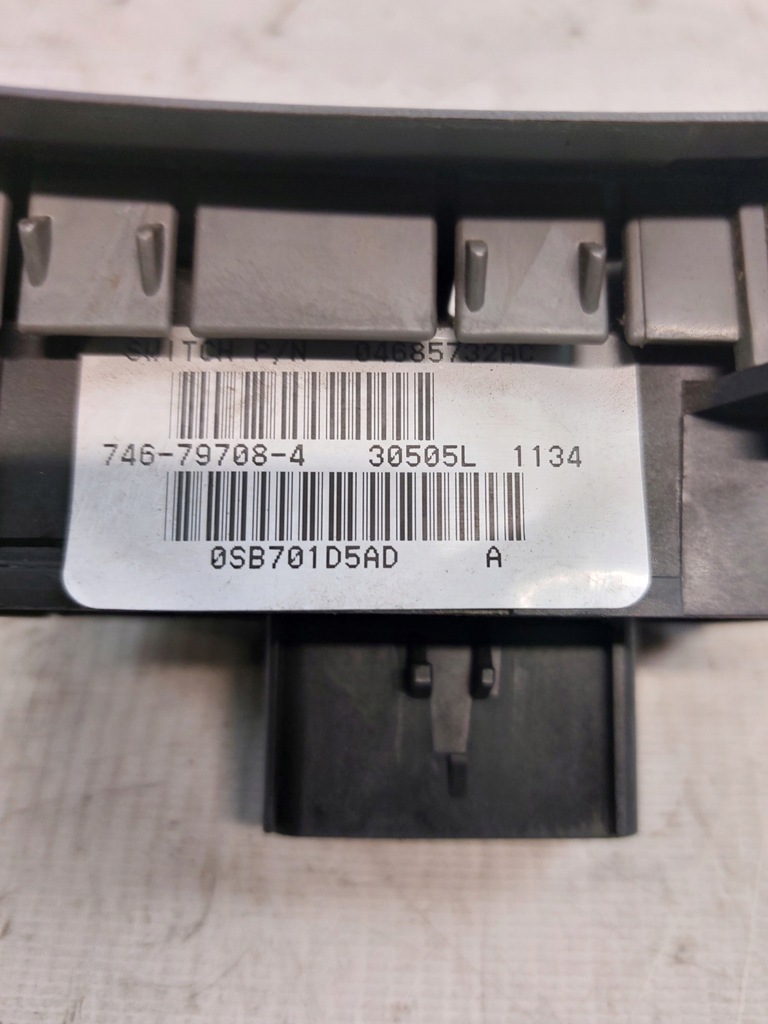 SWITCH P/N 04685732AC
746-79708-4 30505L 1134
0SB701D5AD A